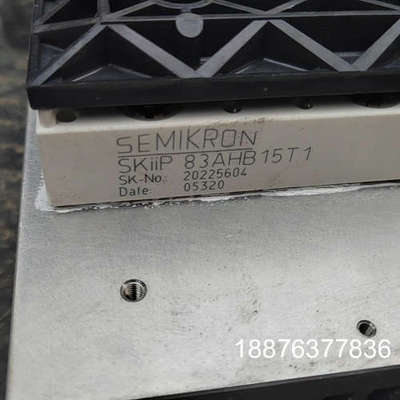 SEMIKRON
SKiiP 83AHB15T1
SK-No.: 20225604
Date: 05320
18876377836